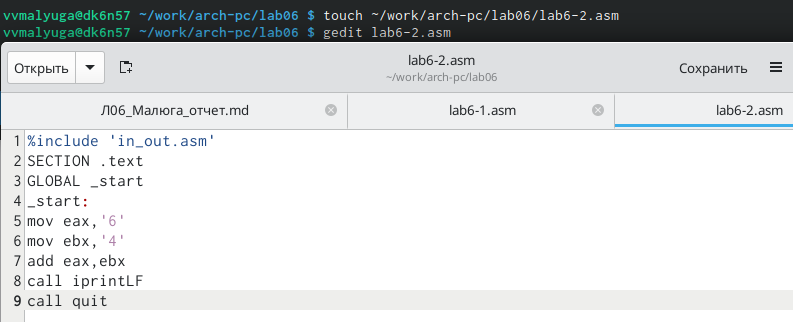 vvmalyuga@dk6n57 ~/work/arch-pc/lab06 $ touch ~/work/arch-pc/lab06/lab6-2.asm
vvmalyuga@dk6n57 ~/work/arch-pc/lab06 $ gedit lab6-2.asm
Открыть
lab6-2.asm
~/work/arch-pc/lab06
Сохранить
Л06_Малюга_отчет.md
lab6-1.asm
lab6-2.asm
1 %include 'in_out.asm'
2 SECTION .text
3 GLOBAL _start
4 _start:
5 mov eax,'6'
6 mov ebx,'4'
7 add eax,ebx
8 call iprintLF
9 call quit